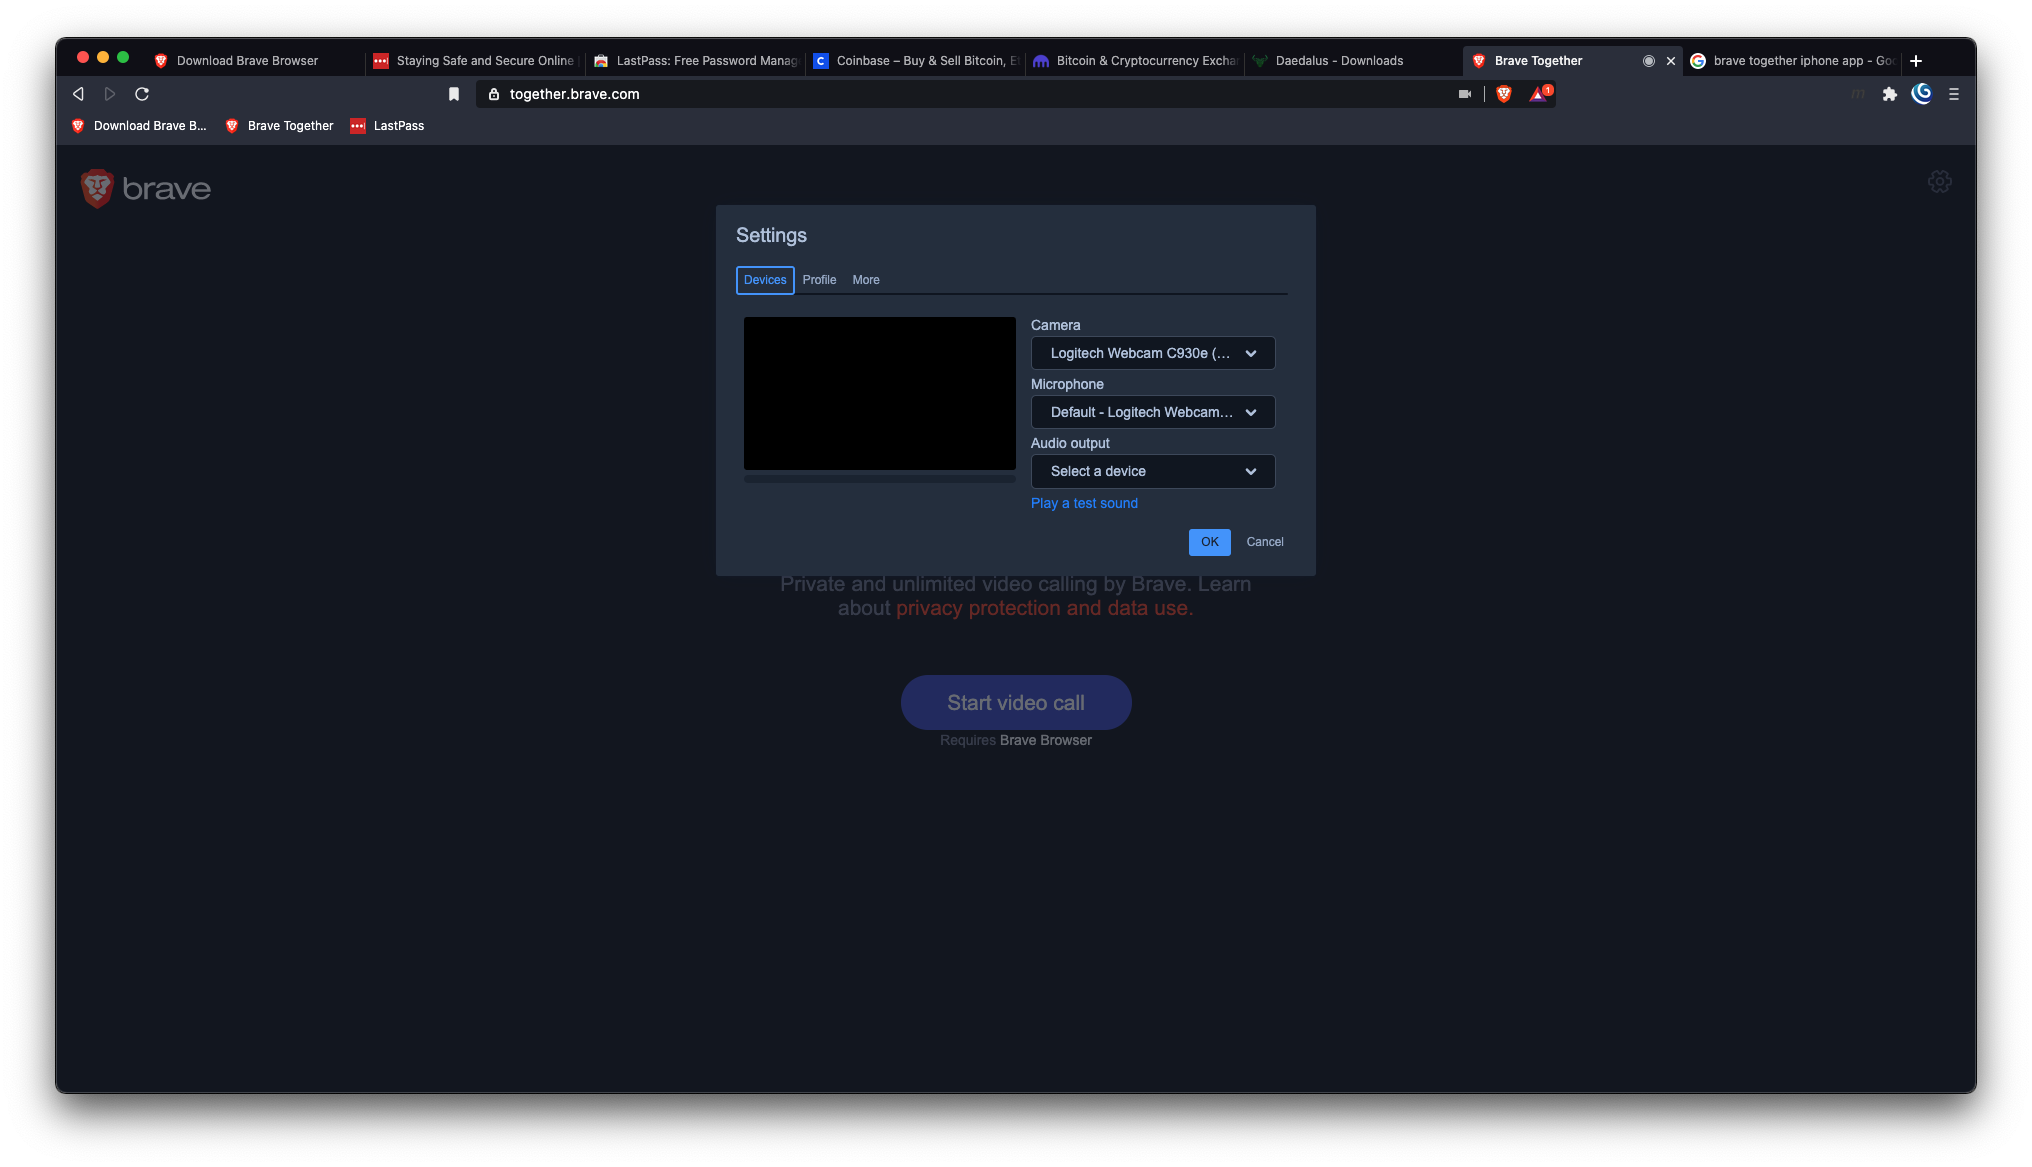 Download Brave Browser
Staying Safe and Secure Online
LastPass: Free Password Manag
Coinbase – Buy & Sell Bitcoin, E
Bitcoin & Cryptocurrency Excha
Daedalus - Downloads
Brave Together
brave together iphone app - Goo
together.brave.com
1
Download Brave B...
Brave Together
LastPass
brave
Settings
Devices Profile More
Camera
Logitech Webcam C930e (...
Microphone
Default - Logitech Webcam...
Audio output
Select a device
Play a test sound
OK Cancel
Private and unlimited video calling by Brave. Learn
about privacy protection and data use.
Start video call
Requires Brave Browser